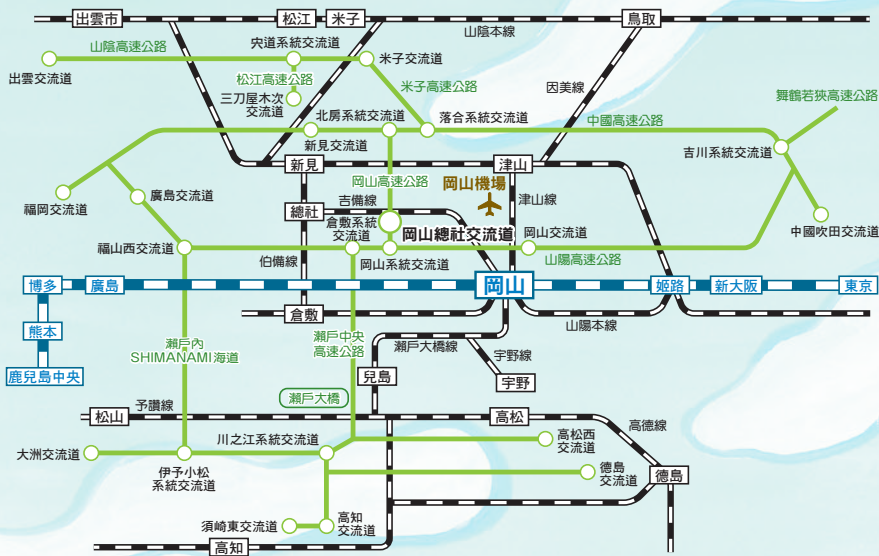 出雲市
松江
米子
鳥取
山陰本線
山陰高速公路
宍道系統交流道
米子交流道
出雲交流道
松江高速公路
米子高速公路
因美線
三刀屋木次
交流道
舞鶴若狹高速公路
北房系統交流道
落合系統交流道
中國高速公路
新見交流道
吉川系統交流道
新見
津山
岡山高速公路
岡山機場
福岡交流道
廣島交流道
吉備線
津山線
總社
倉敷系統
交流道
岡山總社交流道
岡山交流道
中國吹田交流道
福山西交流道
伯備線
岡山系統交流道
山陽高速公路
博多
廣島
岡山
姬路
新大阪
東京
倉敷
山陽本線
熊本
瀨戶內
SHIMANAMI海道
瀨戶中央
高速公路
瀨戶大橋線
宇野線
鹿兒島中央
兒島
宇野
瀨戶大橋
松山
予讚線
高松
高德線
大洲交流道
川之江系統交流道
高松西
交流道
伊予小松
系統交流道
德島
交流道
德島
須崎東交流道
高知
交流道
高知